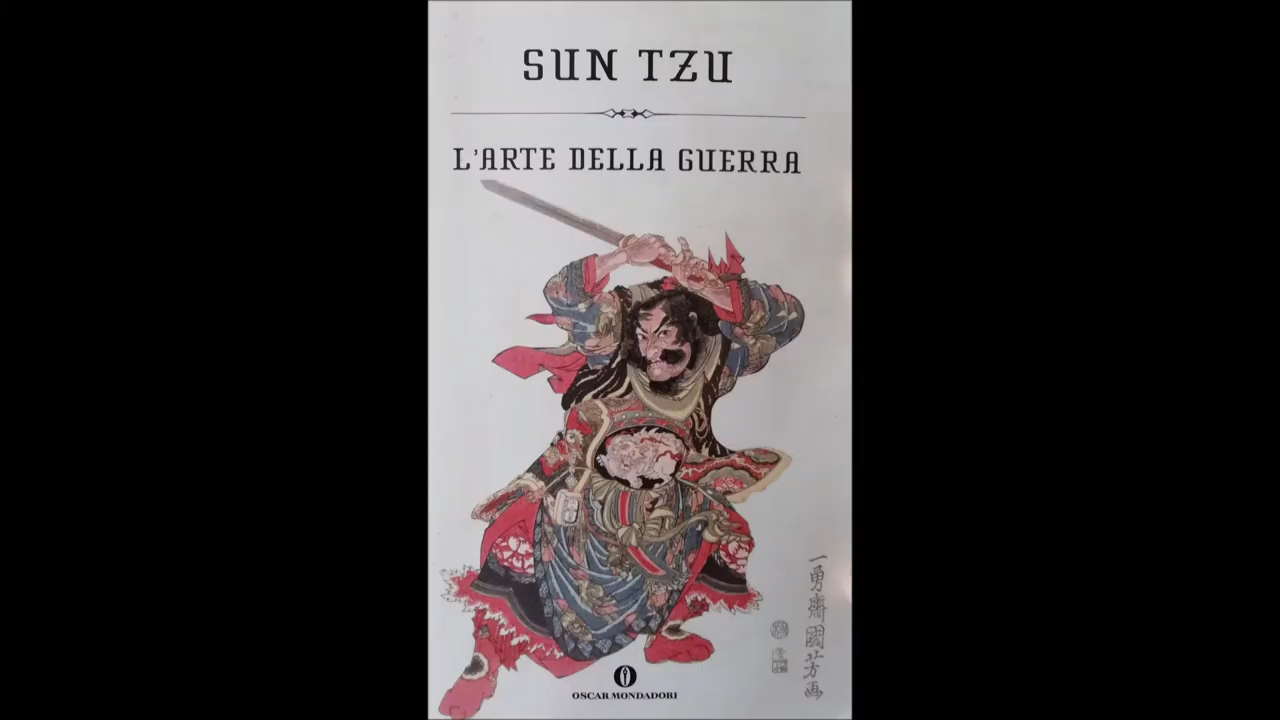 SUN TZU
L'ARTE DELLA GUERRA
一勇齋國芳画
OSCAR MONDADORI